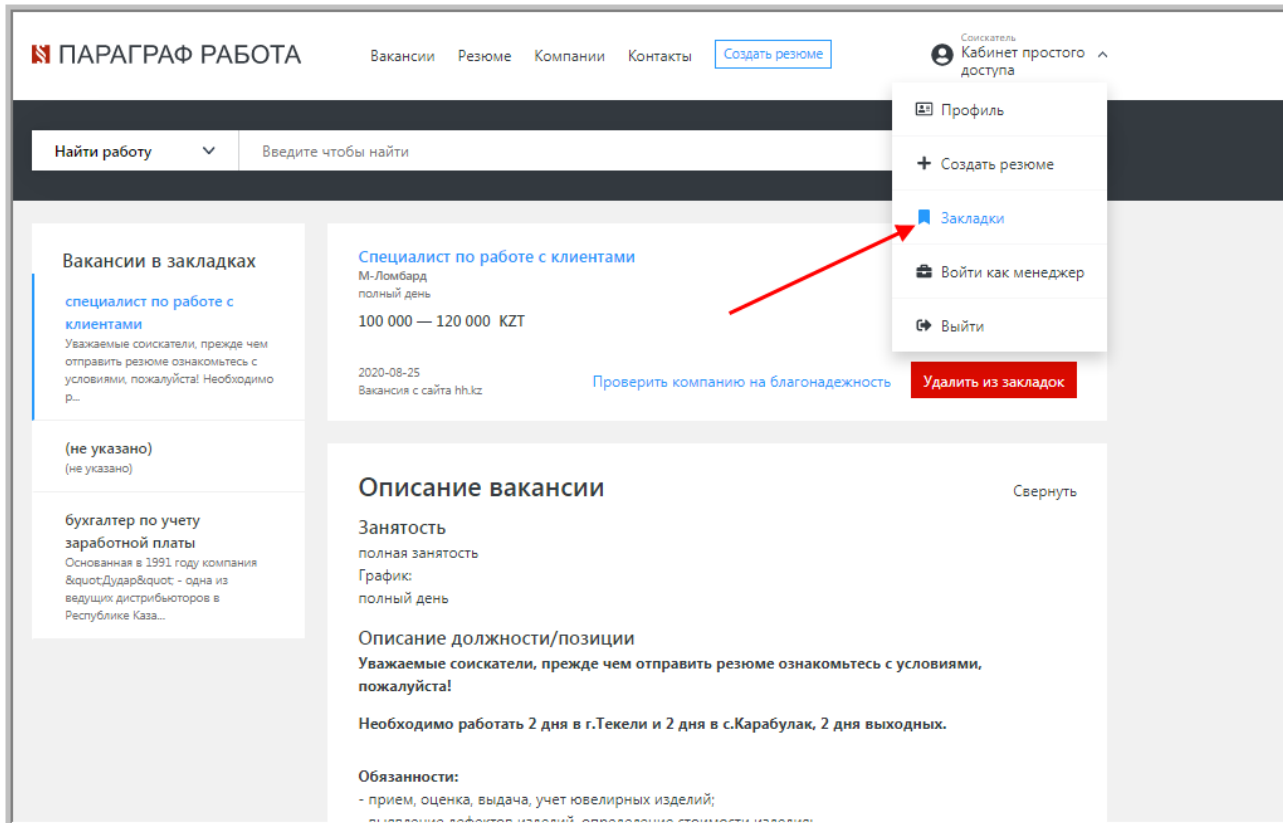 ПАРАГРАФ РАБОТА
Вакансии Резюме Компании Контакты Создать резюме
Соискатель
Кабинет простого
доступа
Профиль
Создать резюме
Закладки
Войти как менеджер
Выйти
Найти работу Введите чтобы найти
Вакансии в закладках
специалист по работе с
клиентами
Уважаемые соискатели, прежде чем
отправить резюме ознакомьтесь с
условиями, пожалуйста! Необходимо
р...
(не указано)
(не указано)
бухгалтер по учету
заработной платы
Основанная в 1991 году компания
&quot;Дудар&quot; - одна из
ведущих дистрибьюторов в
Республике Каза...
Специалист по работе с клиентами
М-Ломбард
полный день
100 000 — 120 000 KZT
2020-08-25
Вакансия с сайта hh.kz
Проверить компанию на благонадежность Удалить из закладок
Описание вакансии Свернуть
Занятость
полная занятость
График:
полный день
Описание должности/позиции
Уважаемые соискатели, прежде чем отправить резюме ознакомьтесь с условиями,
пожалуйста!
Необходимо работать 2 дня в г.Текели и 2 дня в с.Карабулак, 2 дня выходных.
Обязанности:
- прием, оценка, выдача, учет ювелирных изделий;
- выявление дефектов изделий, определение стоимости изделия;